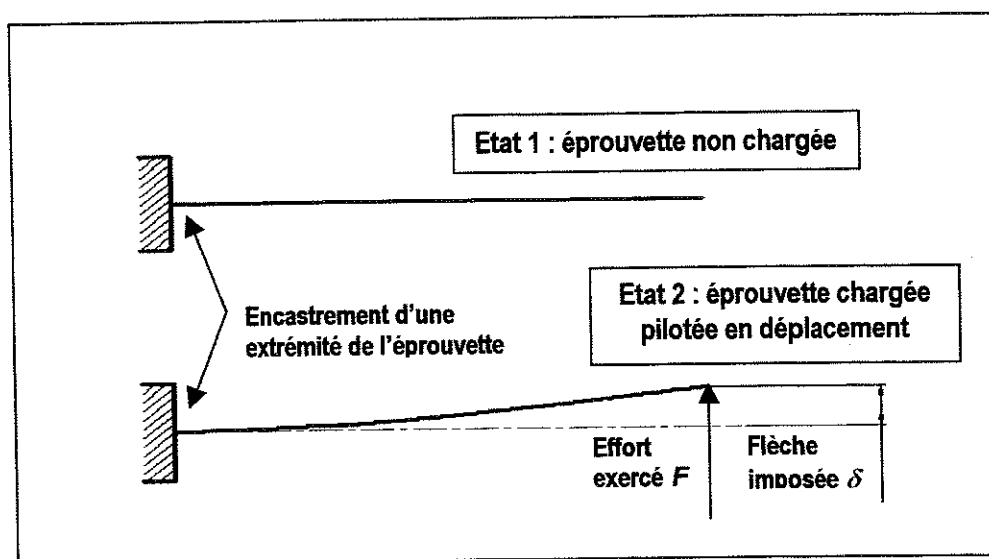 Etat 1 : éprouvette non chargée
Etat 2 : éprouvette chargée
pilotée en déplacement
Encastrement d'une
extrémité de l'éprouvette
Effort
exercé F
Flèche
imposée δ